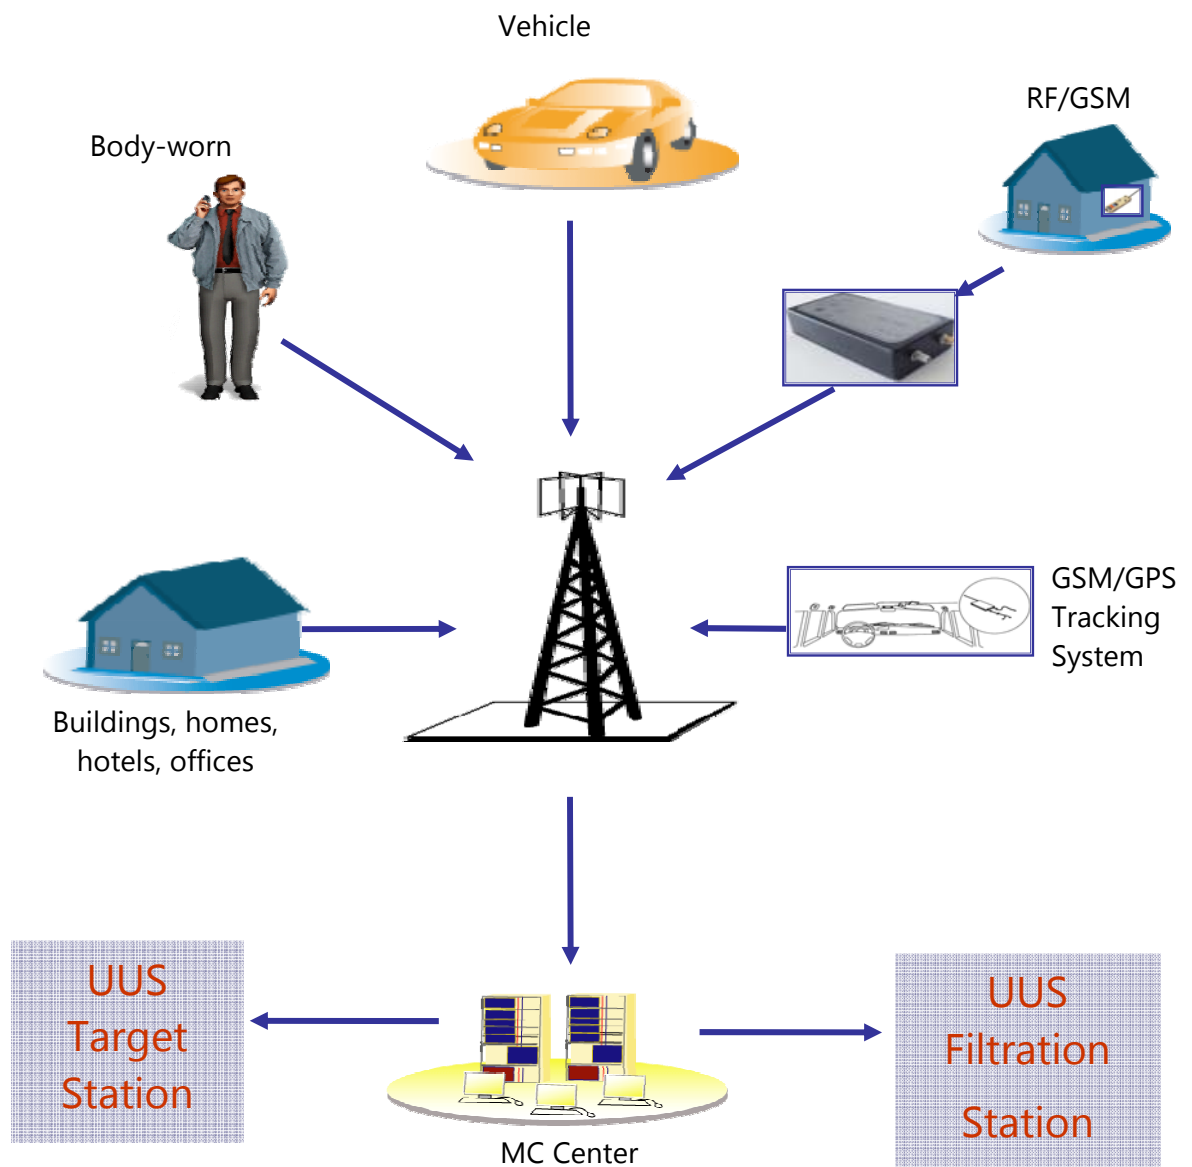 Vehicle
RF/GSM
Body-worn
GSM/GPS
Tracking
System
Buildings, homes,
hotels, offices
UUS
Target
Station
UUS
Filtration
Station
MC Center